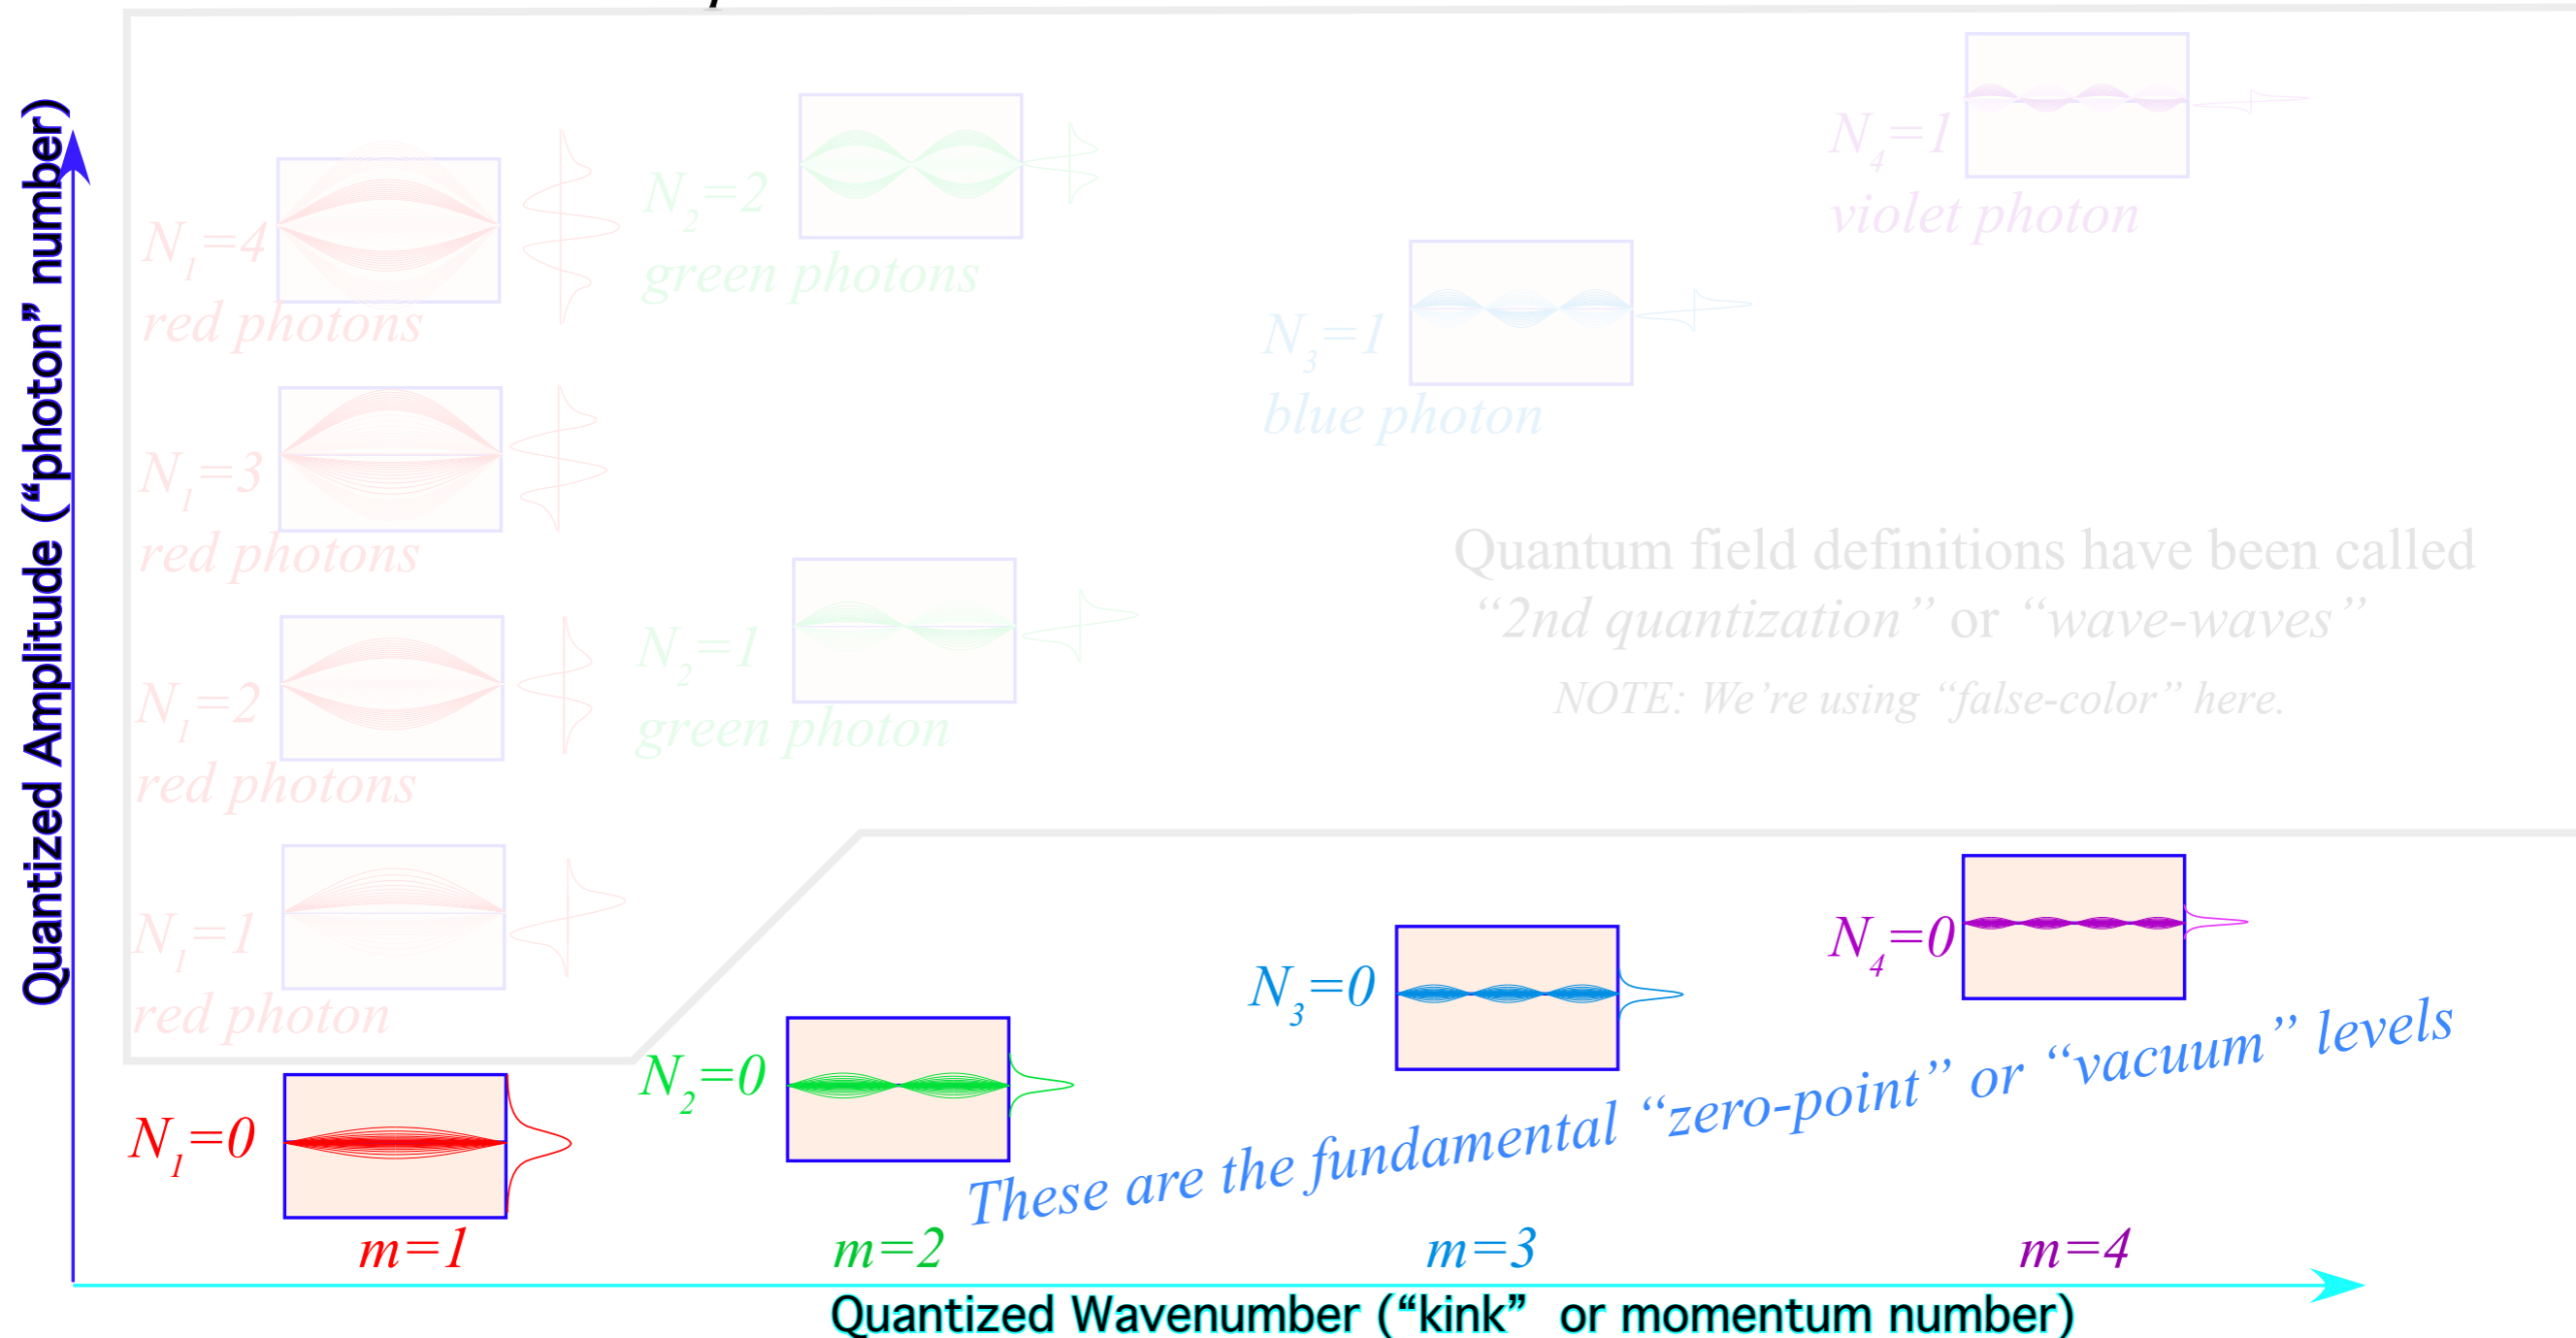 Quantized Amplitude (“photon” number)
N1=4
red photons
N2=2
green photons
N4=1
violet photon
N3=1
blue photon
N1=3
red photons
Quantum field definitions have been called
“2nd quantization” or “wave-waves”
NOTE: We’re using “false-color” here.
N1=2
red photons
N2=1
green photon
N1=1
red photon
N1=0
N2=0
N3=0
N4=0
These are the fundamental “zero-point” or “vacuum” levels
m=1
m=2
m=3
m=4
Quantized Wavenumber (“kink” or momentum number)